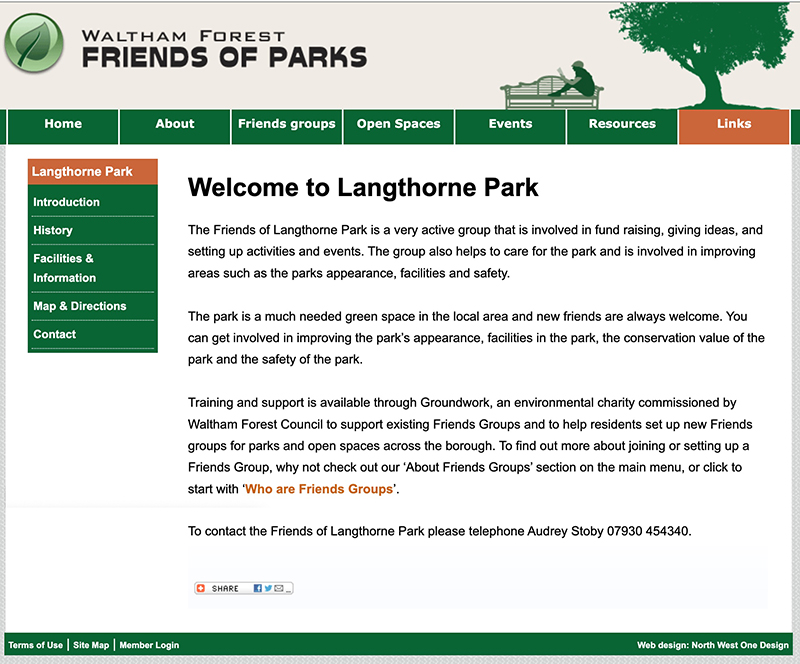 WALTHAM FOREST
FRIENDS OF PARKS
Home
About
Friends groups
Open Spaces
Events
Resources
Links
Langthorne Park
Introduction
History
Facilities &
Information
Map & Directions
Contact
Welcome to Langthorne Park
The Friends of Langthorne Park is a very active group that is involved in fund raising, giving ideas, and
setting up activities and events. The group also helps to care for the park and is involved in improving
areas such as the parks appearance, facilities and safety.
The park is a much needed green space in the local area and new friends are always welcome. You
can get involved in improving the park’s appearance, facilities in the park, the conservation value of the
park and the safety of the park.
Training and support is available through Groundwork, an environmental charity commissioned by
Waltham Forest Council to support existing Friends Groups and to help residents set up new Friends
groups for parks and open spaces across the borough. To find out more about joining or setting up a
Friends Group, why not check out our ‘About Friends Groups’ section on the main menu, or click to
start with ‘Who are Friends Groups’.
To contact the Friends of Langthorne Park please telephone Audrey Stoby 07930 454340.
SHARE
Terms of Use | Site Map | Member Login
Web design: North West One Design